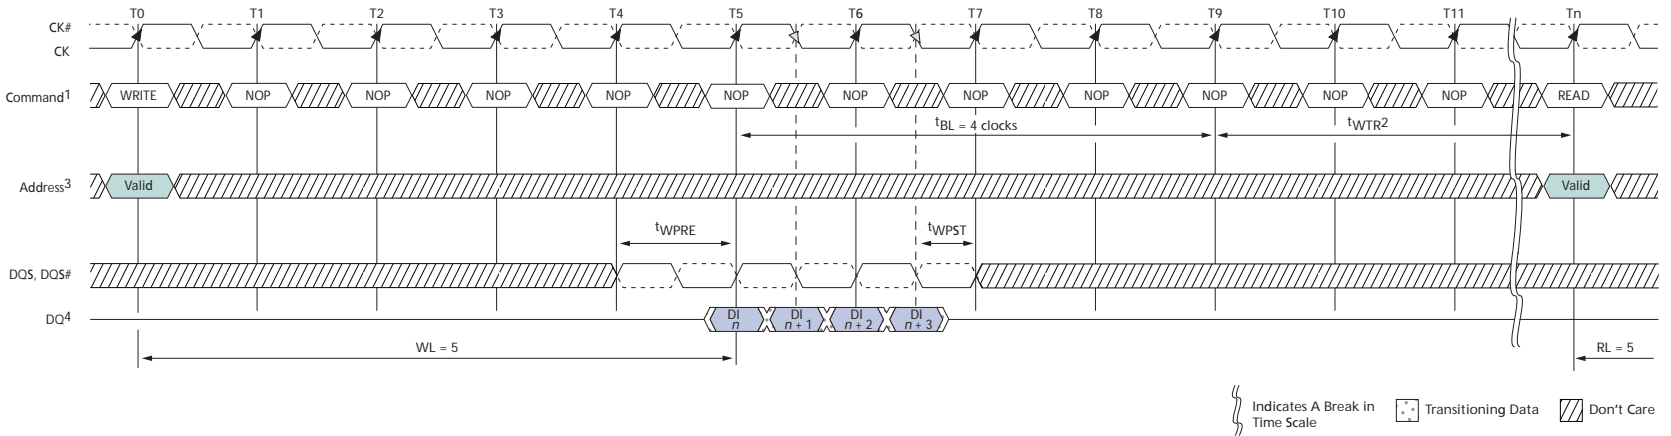 T0 T1 T2 T3 T4 T5 T6 T7 T8 T9 T10 T11 Tn
CK#
CK
Command1 WRITE NOP NOP NOP NOP NOP NOP NOP NOP NOP NOP NOP READ
tBL = 4 clocks tWTR2
Address3 Valid Valid
tWPRE tWPST
DQS, DQS#
DQ4 DI n DI n + 1 DI n + 2 DI n + 3
WL = 5 RL = 5
Indicates A Break in
Time Scale
Transitioning Data
Don't Care